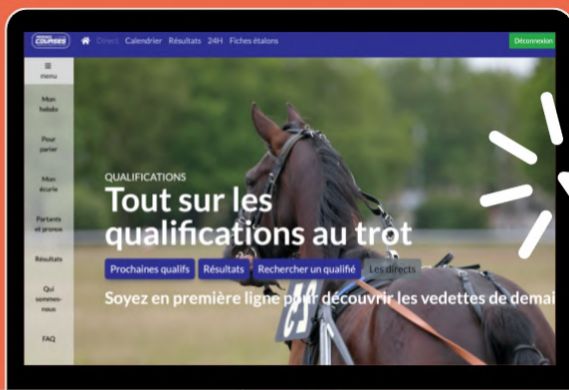 COURSES
Direct Calendrier Résultats 24H Fiches étalons
Déconnexion
menu
Mon
hebdo
Pour
parier
Mon
écurie
Partants
et pronos
Résultats
Qui
sommes-
nous
FAQ
QUALIFICATIONS
Tout sur les
qualifications au trot
Prochaines qualifs Résultats Rechercher un qualifié Les directs
Soyez en première ligne pour découvrir les vedettes de demai